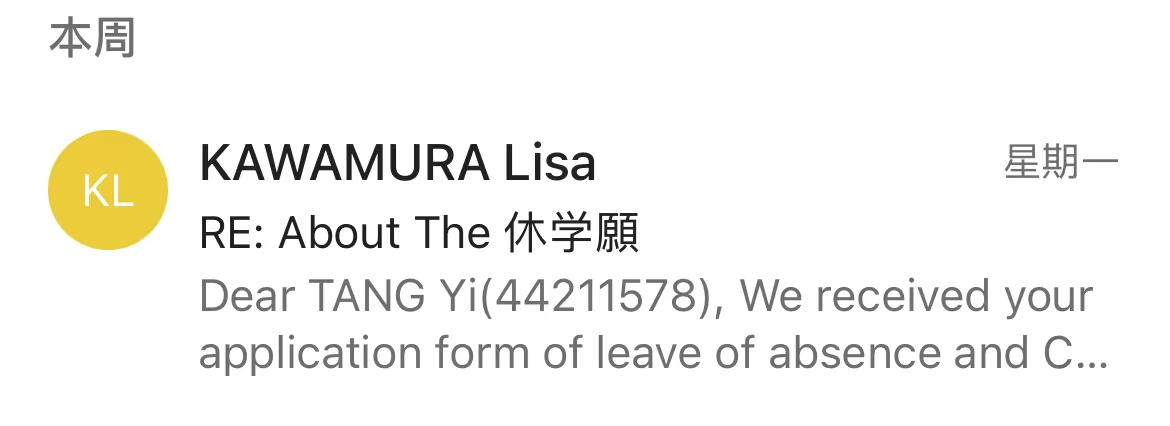 本周
KL
KAWAMURA Lisa
星期一
RE: About The 休学願
Dear TANG Yi(44211578), We received your
application form of leave of absence and C...